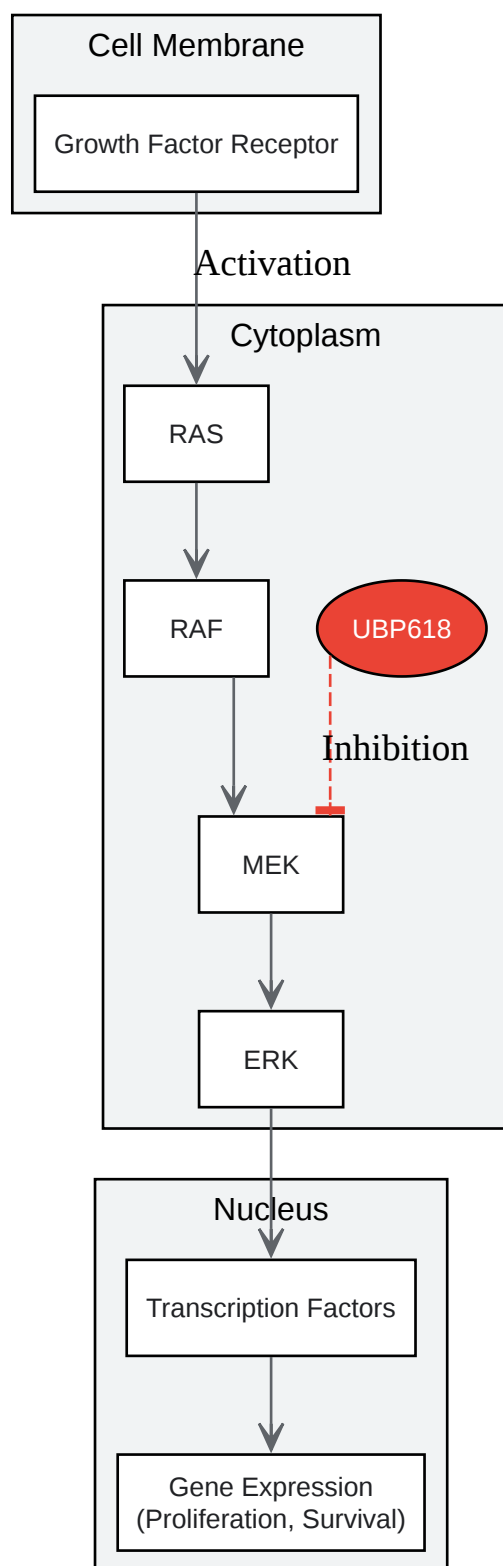 Cell Membrane
Growth Factor Receptor
Activation
Cytoplasm
RAS
RAF
UBP618
Inhibition
MEK
ERK
Nucleus
Transcription Factors
Gene Expression
(Proliferation, Survival)